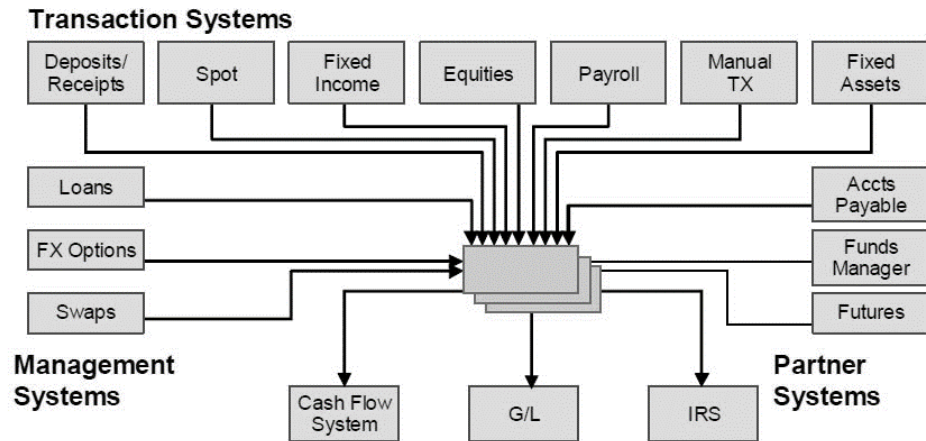 Transaction Systems
Deposits/
Receipts
Spot
Fixed
Income
Equities
Payroll
Manual
TX
Fixed
Assets
Loans
Accts
Payable
FX Options
Funds
Manager
Swaps
Futures
Management
Systems
Partner
Systems
Cash Flow
System
G/L
IRS